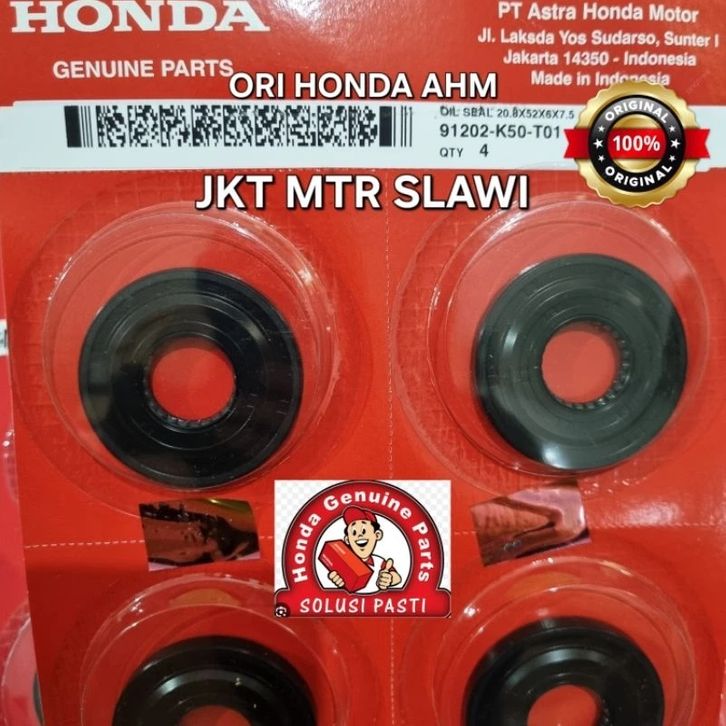 HONDA
GENUINE PARTS
PT Astra Honda Motor
Jl. Laksda Yos Sudarso, Sunter I
Jakarta 14350 - Indonesia
Made in Indonesia
ORI HONDA AHM
OIL SEAL 20.8X52X6X7.5
91202-K50-T01
QTY 4
ORIGINAL
100%
ORIGINAL
JKT MTR SLAWI
Honda Genuine Parts
SOLUSI PASTI